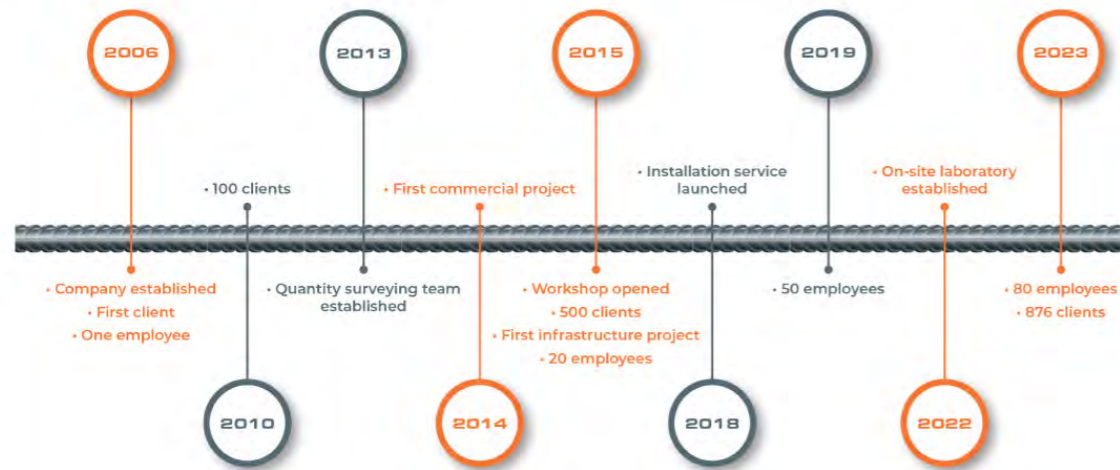 2006
2013
2015
2019
2023
• 100 clients
• First commercial project
• Installation service
launched
• On-site laboratory
established
• Company established
• First client
• One employee
• Quantity surveying team
established
• Workshop opened
• 500 clients
• First infrastructure project
• 20 employees
• 50 employees
• 80 employees
• 876 clients
2010
2014
2018
2022